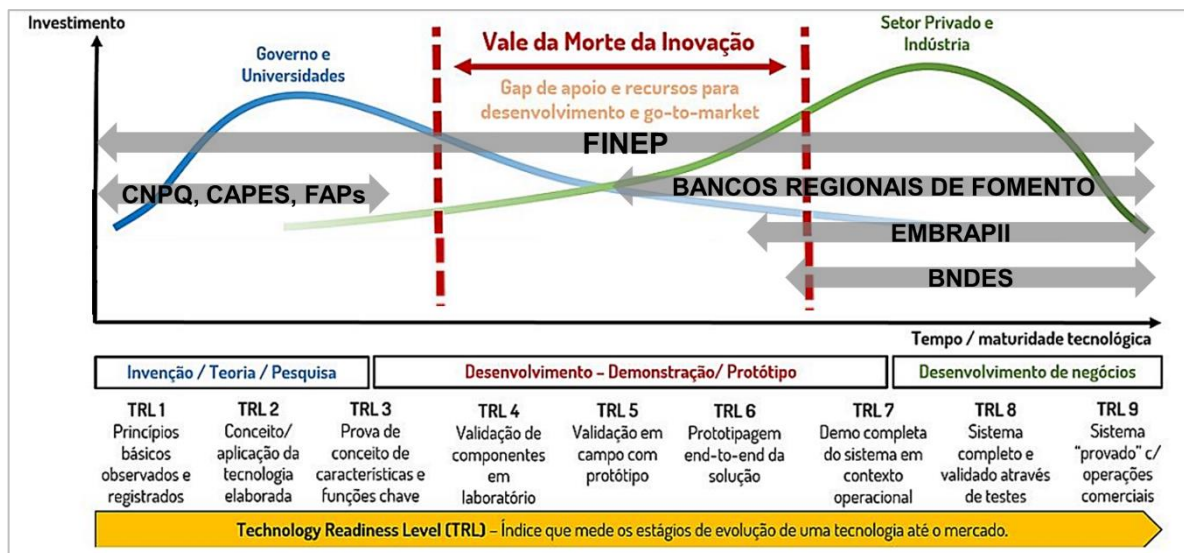 Investimento
Governo e
Universidades
Vale da Morte da Inovação
Gap de apoio e recursos para
desenvolvimento e go-to-market
Setor Privado e
Indústria
FINEP
CNPQ, CAPES, FAPs
BANCOS REGIONAIS DE FOMENTO
EMBRAPII
BNDES
Tempo / maturidade tecnológica
Invenção / Teoria / Pesquisa
Desenvolvimento – Demonstração/ Protótipo
Desenvolvimento de negócios
TRL 1
Princípios
básicos
observados e
registrados
TRL 2
Conceito/
aplicação da
tecnologia
elaborada
TRL 3
Prova de
conceito de
características e
funções chave
TRL 4
Validação de
componentes
em
laboratório
TRL 5
Validação em
campo com
protótipo
TRL 6
Prototipagem
end-to-end da
solução
TRL 7
Demo completa
do sistema em
contexto
operacional
TRL 8
Sistema
completo e
validado através
de testes
TRL 9
Sistema
“provado” c/
operações
comerciais
Technology Readiness Level (TRL) – Índice que mede os estágios de evolução de uma tecnologia até o mercado.